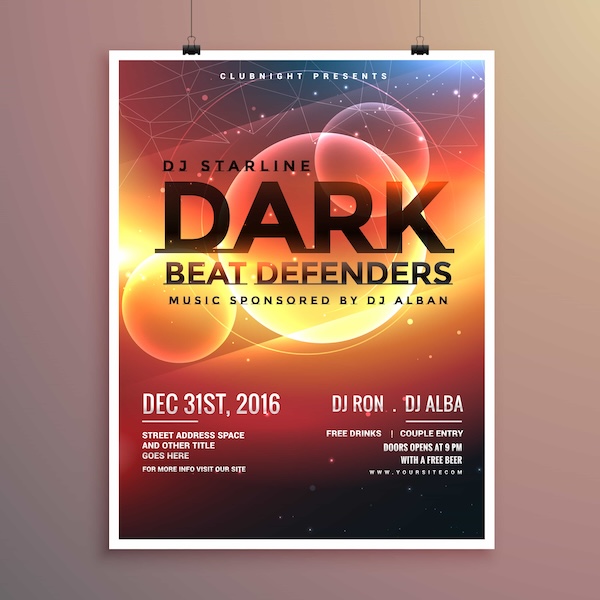 CLUBNIGHT PRESENTS
DJ STARLINE
DARK
BEAT DEFENDERS
MUSIC SPONSORED BY DJ ALBAN
DEC 31ST, 2016
DJ RON . DJ ALBA
STREET ADDRESS SPACE
AND OTHER TITLE
GOES HERE
FOR MORE INFO VISIT OUR SITE
FREE DRINKS | COUPLE ENTRY
DOORS OPENS AT 9 PM
WITH A FREE BEER
WWW.YOURSITECOM